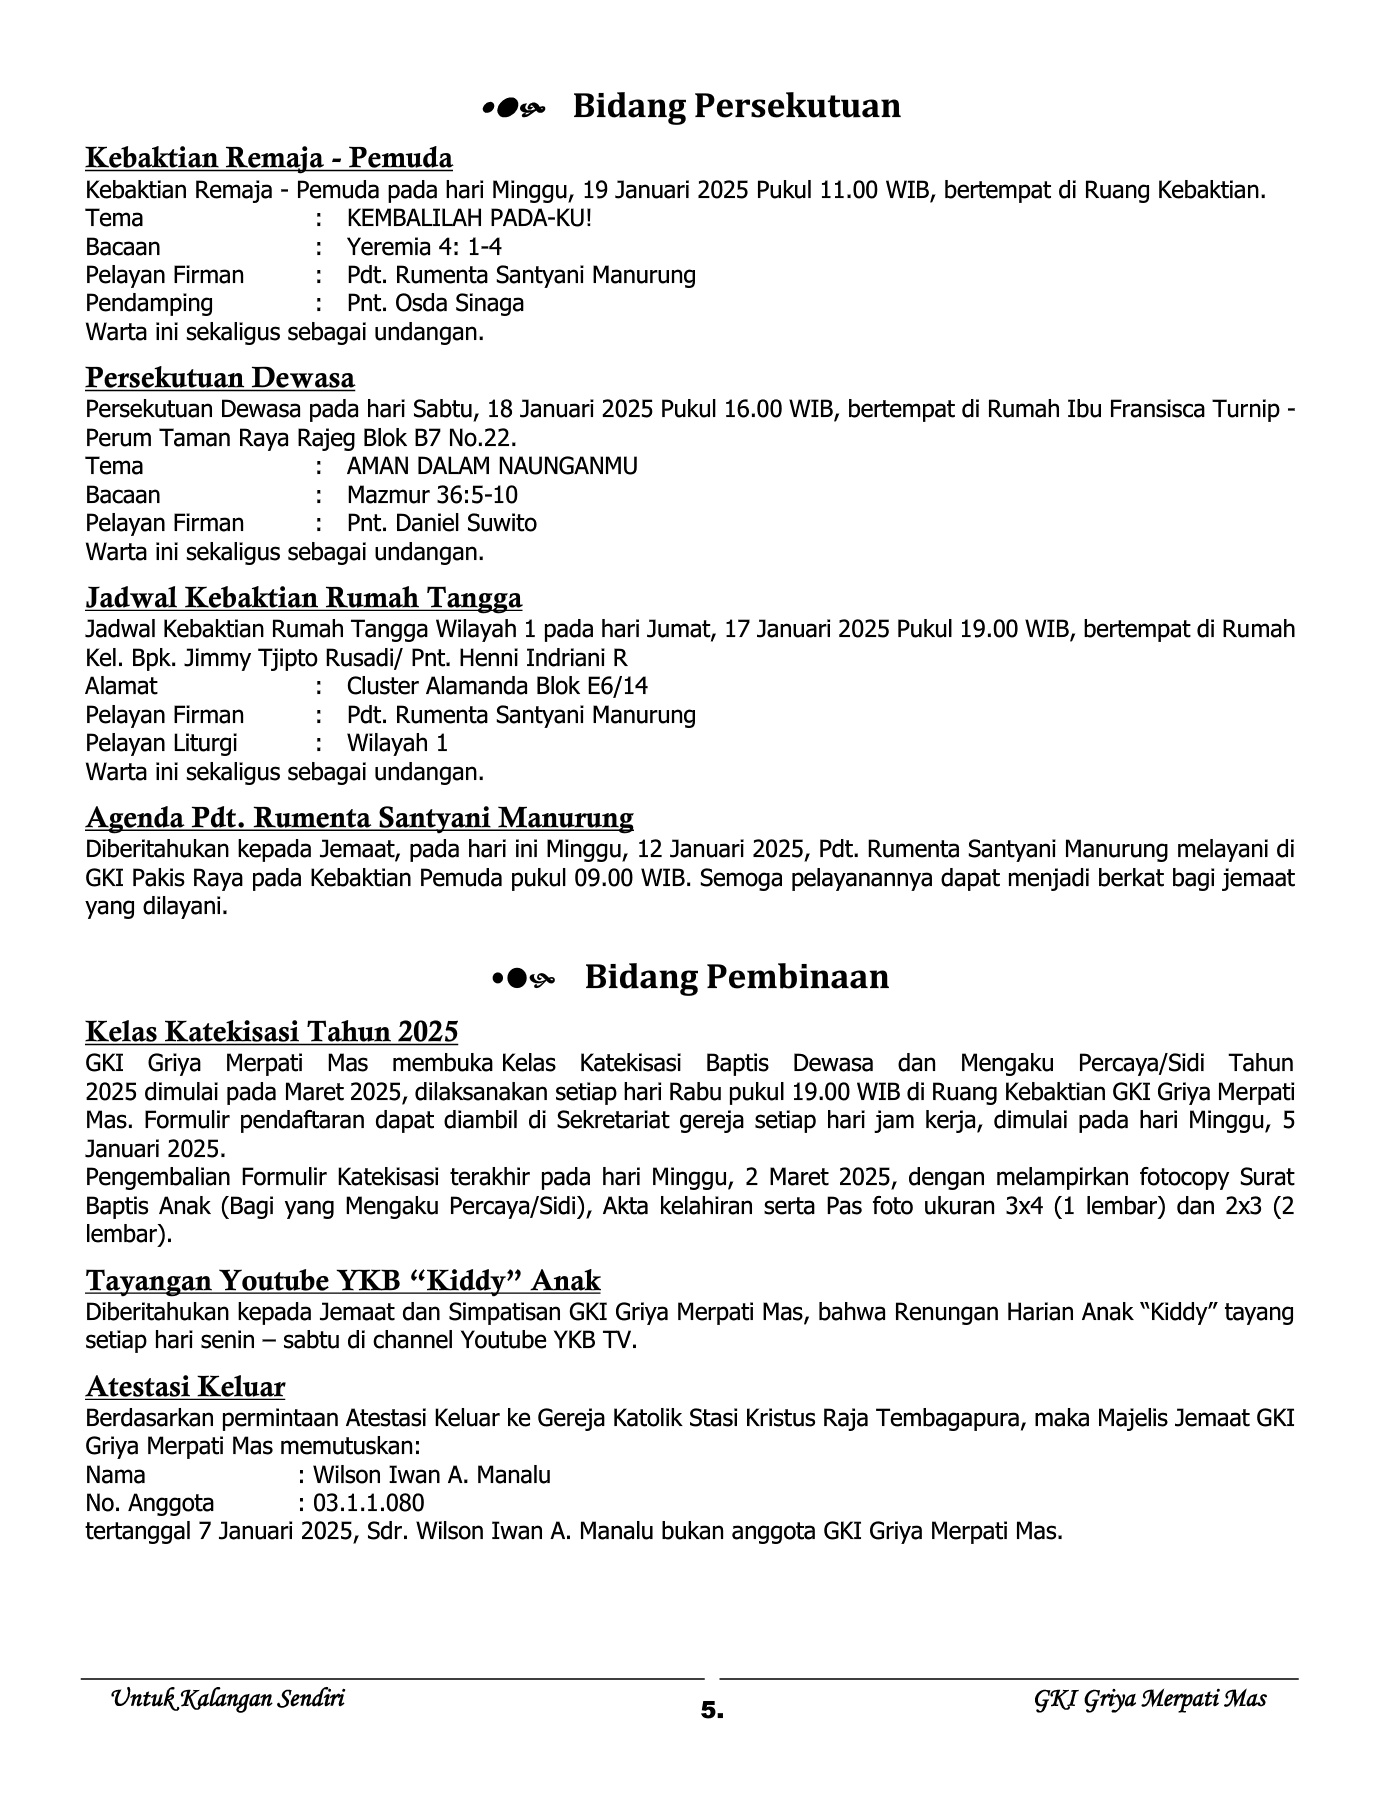 Bidang Persekutuan
Kebaktian Remaja - Pemuda
Kebaktian Remaja - Pemuda pada hari Minggu, 19 Januari 2025 Pukul 11.00 WIB, bertempat di Ruang Kebaktian.
Tema : KEMBALILAH PADA-KU!
Bacaan : Yeremia 4: 1-4
Pelayan Firman : Pdt. Rumenta Santyani Manurung
Pendamping : Pnt. Osda Sinaga
Warta ini sekaligus sebagai undangan.
Persekutuan Dewasa
Persekutuan Dewasa pada hari Sabtu, 18 Januari 2025 Pukul 16.00 WIB, bertempat di Rumah Ibu Fransisca Turnip -
Perum Taman Raya Rajeg Blok B7 No.22.
Tema : AMAN DALAM NAUNGANMU
Bacaan : Mazmur 36:5-10
Pelayan Firman : Pnt. Daniel Suwito
Warta ini sekaligus sebagai undangan.
Jadwal Kebaktian Rumah Tangga
Jadwal Kebaktian Rumah Tangga Wilayah 1 pada hari Jumat, 17 Januari 2025 Pukul 19.00 WIB, bertempat di Rumah
Kel. Bpk. Jimmy Tjipto Rusadi/ Pnt. Henni Indriani R
Alamat : Cluster Alamanda Blok E6/14
Pelayan Firman : Pdt. Rumenta Santyani Manurung
Pelayan Liturgi : Wilayah 1
Warta ini sekaligus sebagai undangan.
Agenda Pdt. Rumenta Santyani Manurung
Diberitahukan kepada Jemaat, pada hari ini Minggu, 12 Januari 2025, Pdt. Rumenta Santyani Manurung melayani di
GKI Pakis Raya pada Kebaktian Pemuda pukul 09.00 WIB. Semoga pelayanannya dapat menjadi berkat bagi jemaat
yang dilayani.
Bidang Pembinaan
Kelas Katekisasi Tahun 2025
GKI Griya Merpati Mas membuka Kelas Katekisasi Baptis Dewasa dan Mengaku Percaya/Sidi Tahun
2025 dimulai pada Maret 2025, dilaksanakan setiap hari Rabu pukul 19.00 WIB di Ruang Kebaktian GKI Griya Merpati
Mas. Formulir pendaftaran dapat diambil di Sekretariat gereja setiap hari jam kerja, dimulai pada hari Minggu, 5
Januari 2025.
Pengembalian Formulir Katekisasi terakhir pada hari Minggu, 2 Maret 2025, dengan melampirkan fotocopy Surat
Baptis Anak (Bagi yang Mengaku Percaya/Sidi), Akta kelahiran serta Pas foto ukuran 3x4 (1 lembar) dan 2x3 (2
lembar).
Tayangan Youtube YKB “Kiddy” Anak
Diberitahukan kepada Jemaat dan Simpatisan GKI Griya Merpati Mas, bahwa Renungan Harian Anak “Kiddy” tayang
setiap hari senin – sabtu di channel Youtube YKB TV.
Atestasi Keluar
Berdasarkan permintaan Atestasi Keluar ke Gereja Katolik Stasi Kristus Raja Tembagapura, maka Majelis Jemaat GKI
Griya Merpati Mas memutuskan:
Nama : Wilson Iwan A. Manalu
No. Anggota : 03.1.1.080
tertanggal 7 Januari 2025, Sdr. Wilson Iwan A. Manalu bukan anggota GKI Griya Merpati Mas.
Untuk Kalangan Sendiri 5. GKI Griya Merpati Mas